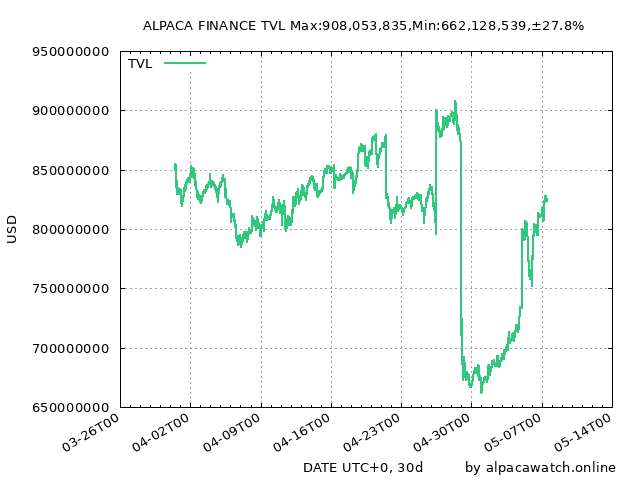 ALPACA FINANCE TVL Max:908,053,835,Min:662,128,539,±27.8%
950000000
TVL
900000000
850000000
800000000
750000000
700000000
650000000
USD
03-26T00
04-02T00
04-09T00
04-16T00
04-23T00
04-30T00
05-07T00
05-14T00
DATE UTC+0, 30d
by alpacawatch.online